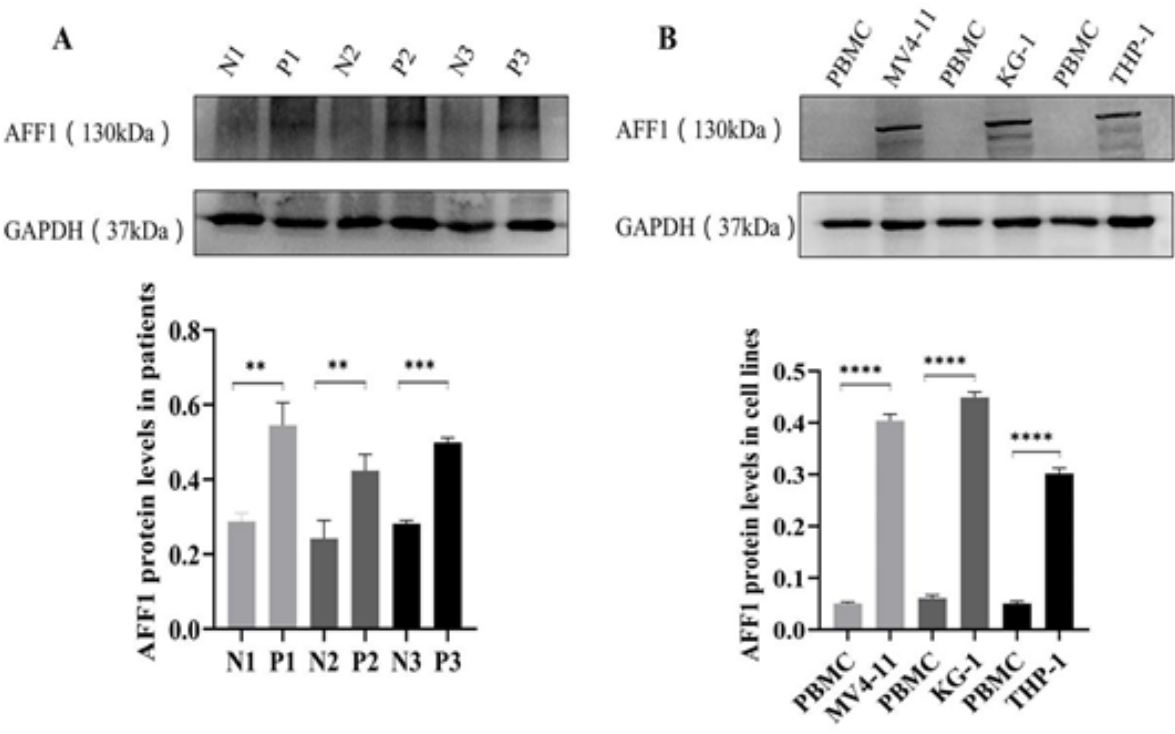 A
N1 P1 N2 P2 N3 P3
AFF1 ( 130kDa )
GAPDH ( 37kDa )
AFF1 protein levels in patients
0.8
0.6
0.4
0.2
0.0
** ** ***
N1 P1 N2 P2 N3 P3
B
PBMC MV4-11 PBMC KG-1 PBMC THP-1
AFF1 ( 130kDa )
GAPDH ( 37kDa )
AFF1 protein levels in cell lines
0.5
0.4
0.3
0.2
0.1
0.0
**** **** ****
PBMC MV4-11 PBMC KG-1 PBMC THP-1